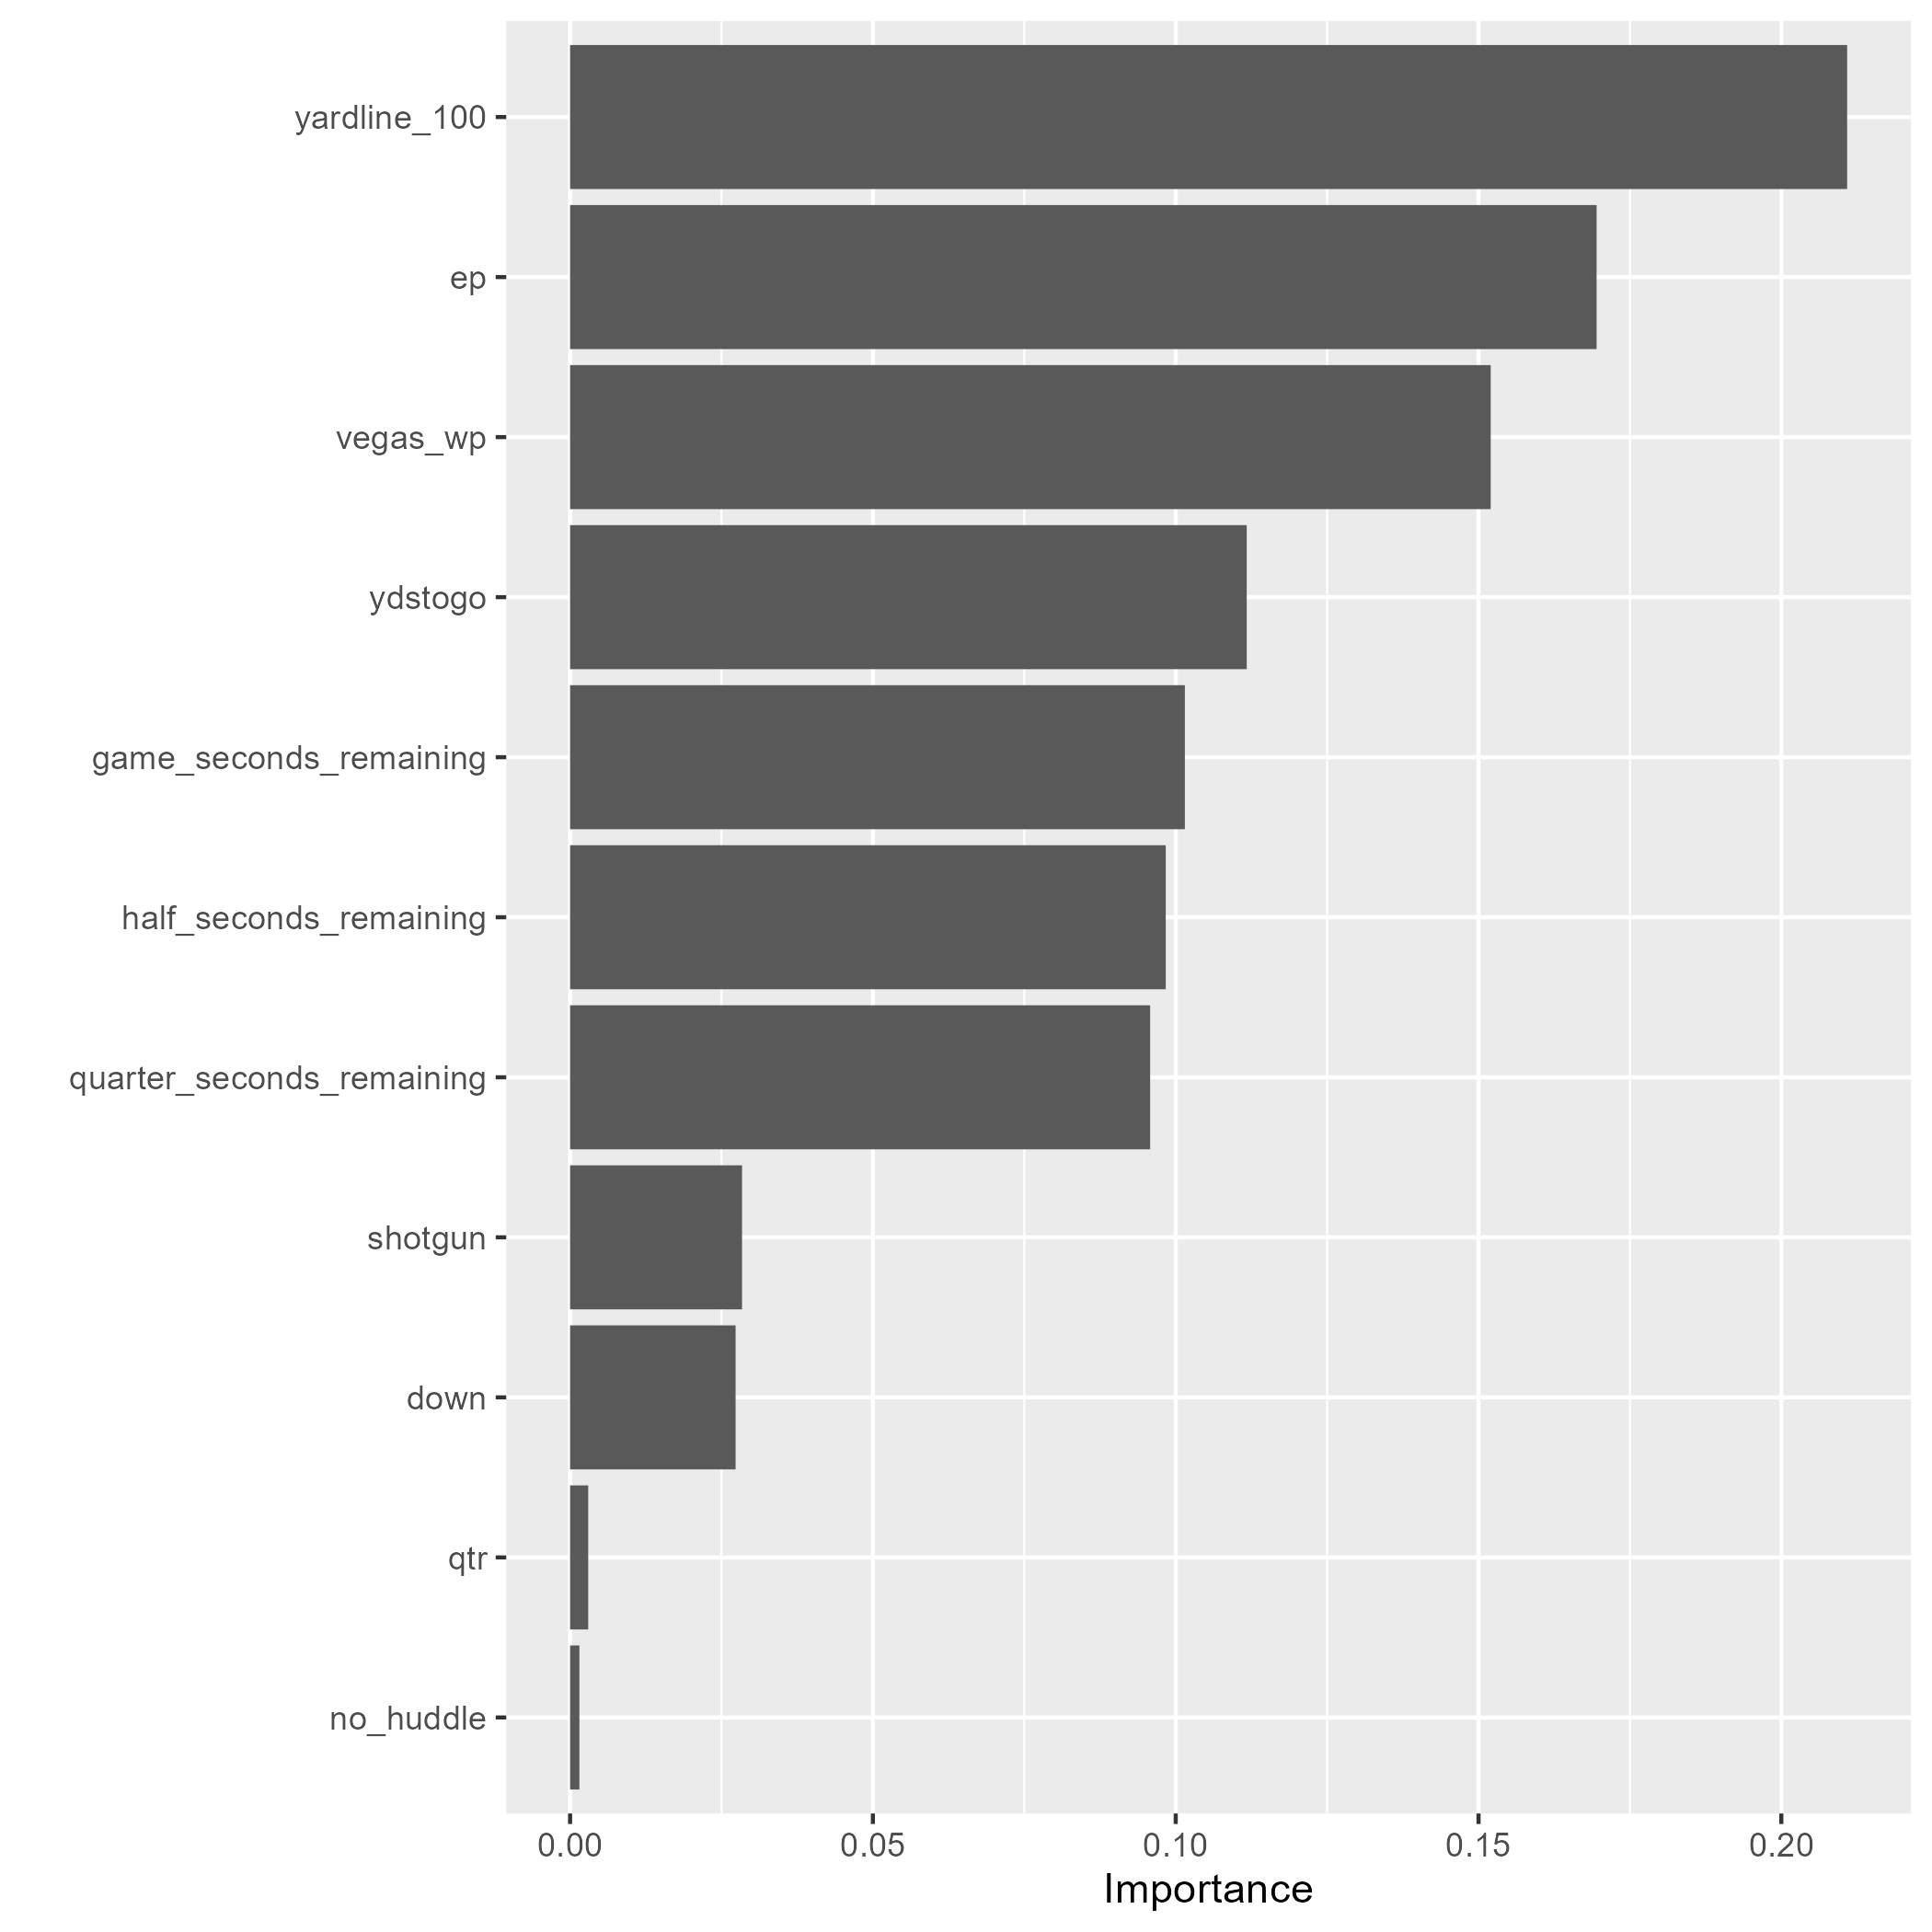 yardline_100
ep
vegas_wp
ydstogo
game_seconds_remaining
half_seconds_remaining
quarter_seconds_remaining
shotgun
down
qtr
no_huddle
0.00 0.05 0.10 0.15 0.20
Importance